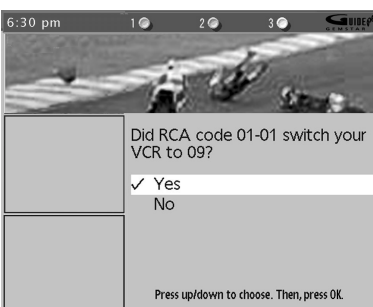 6:30 pm 1 2 3 GUIDE
GEMSTAR
Did RCA code 01-01 switch your
VCR to 09?
✓ Yes
No
Press up/down to choose. Then, press OK.